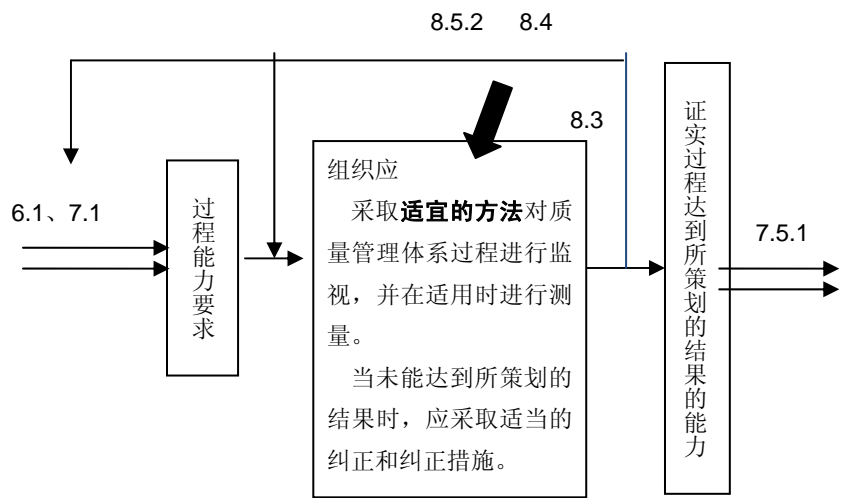 8.5.2 8.4
8.3
6.1、7.1
过程能力要求
组织应
采取适宜的方法对质
量管理体系过程进行监
视，并在适用时进行测
量。
当未能达到所策划的
结果时，应采取适当的
纠正和纠正措施。
证实过程达到所策划的结果的能力
7.5.1